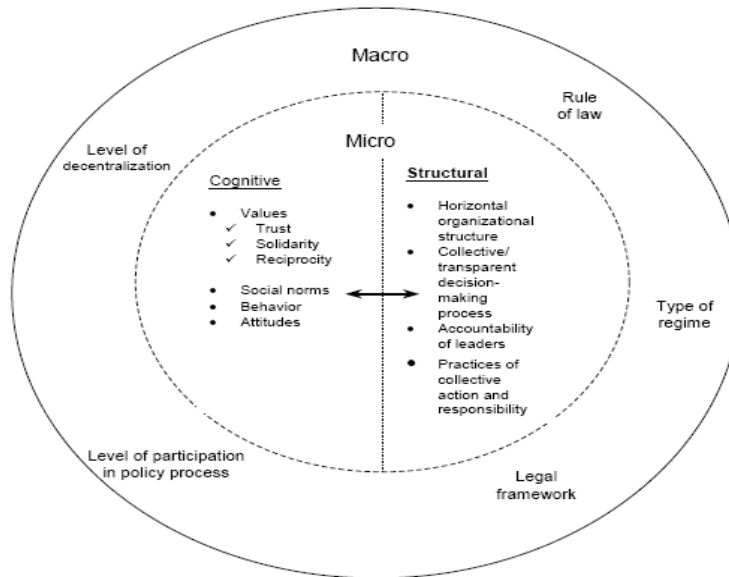 Macro
Rule
of law
Level of
decentralization
Micro
Cognitive
• Values
✓ Trust
✓ Solidarity
✓ Reciprocity
• Social norms
• Behavior
• Attitudes
Structural
• Horizontal
organizational
structure
• Collective/
transparent
decision-
making
process
• Accountability
of leaders
• Practices of
collective
action and
responsibility
Type of
regime
Level of participation
in policy process
Legal
framework